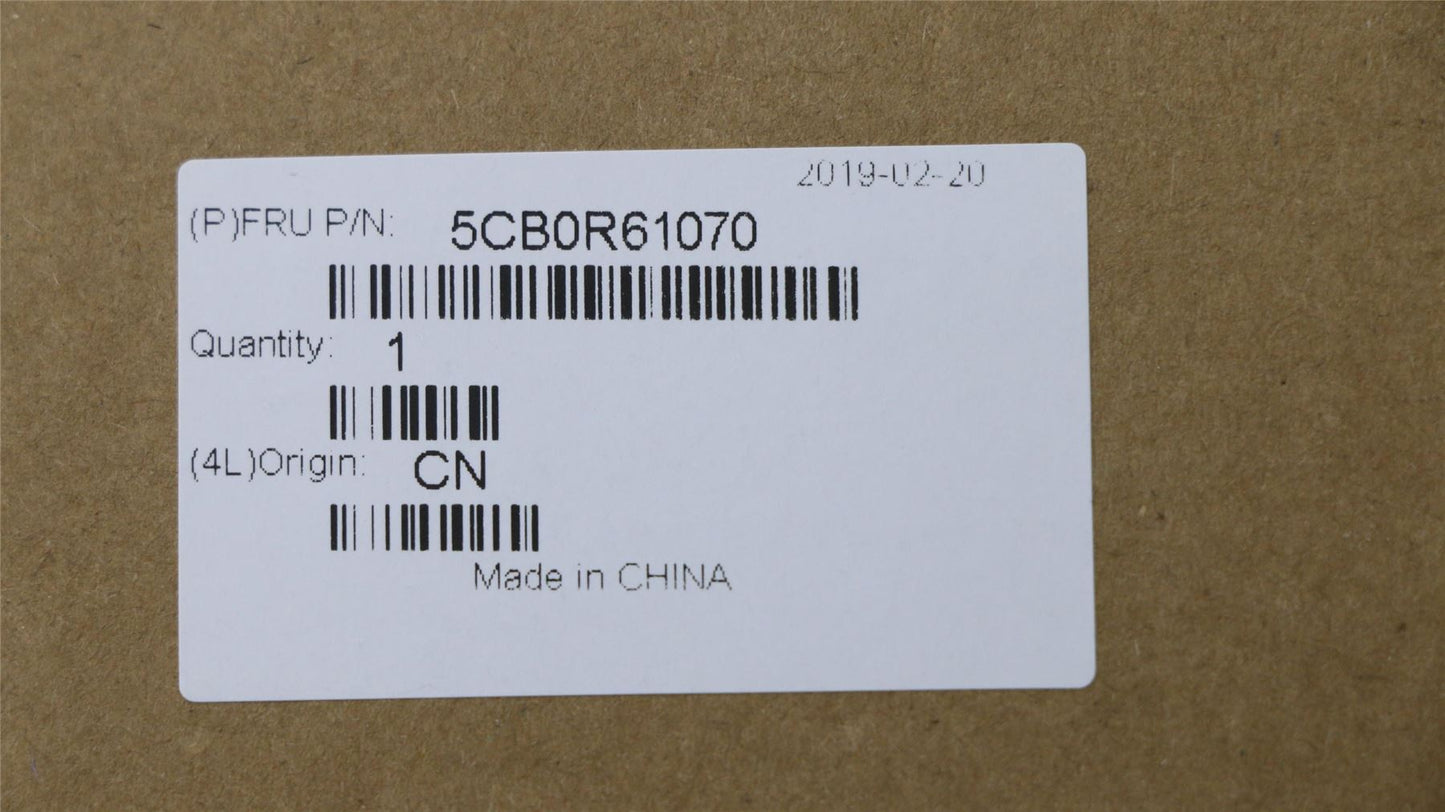 2019-02-20
(P)FRU P/N: 5CB0R61070
Quantity: 1
(4L)Origin: CN
Made in CHINA